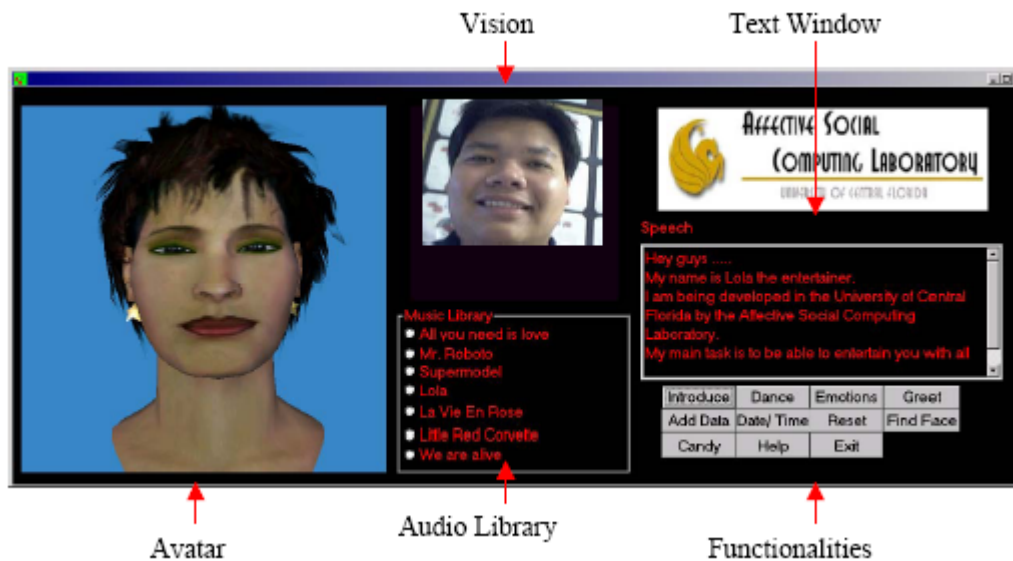 Vision
Text Window
AFFECTIVE SOCIAL
COMPUTING LABORATORY
UNIVERSITY OF CENTRAL FLORIDA
Speech
Hey guys .....
My name is Lola the entertainer.
I am being developed in the University of Central
Florida by the Affective Social Computing
Laboratory.
My main task is to be able to entertain you with all
Music Library
All you need is love
Mr. Roboto
Supermodel
Lola
La Vie En Rose
Little Red Corvette
We are alive
Introduce Dance Emotions Greet
Add Data Date/ Time Reset Find Face
Candy Help Exit
Avatar
Audio Library
Functionalities